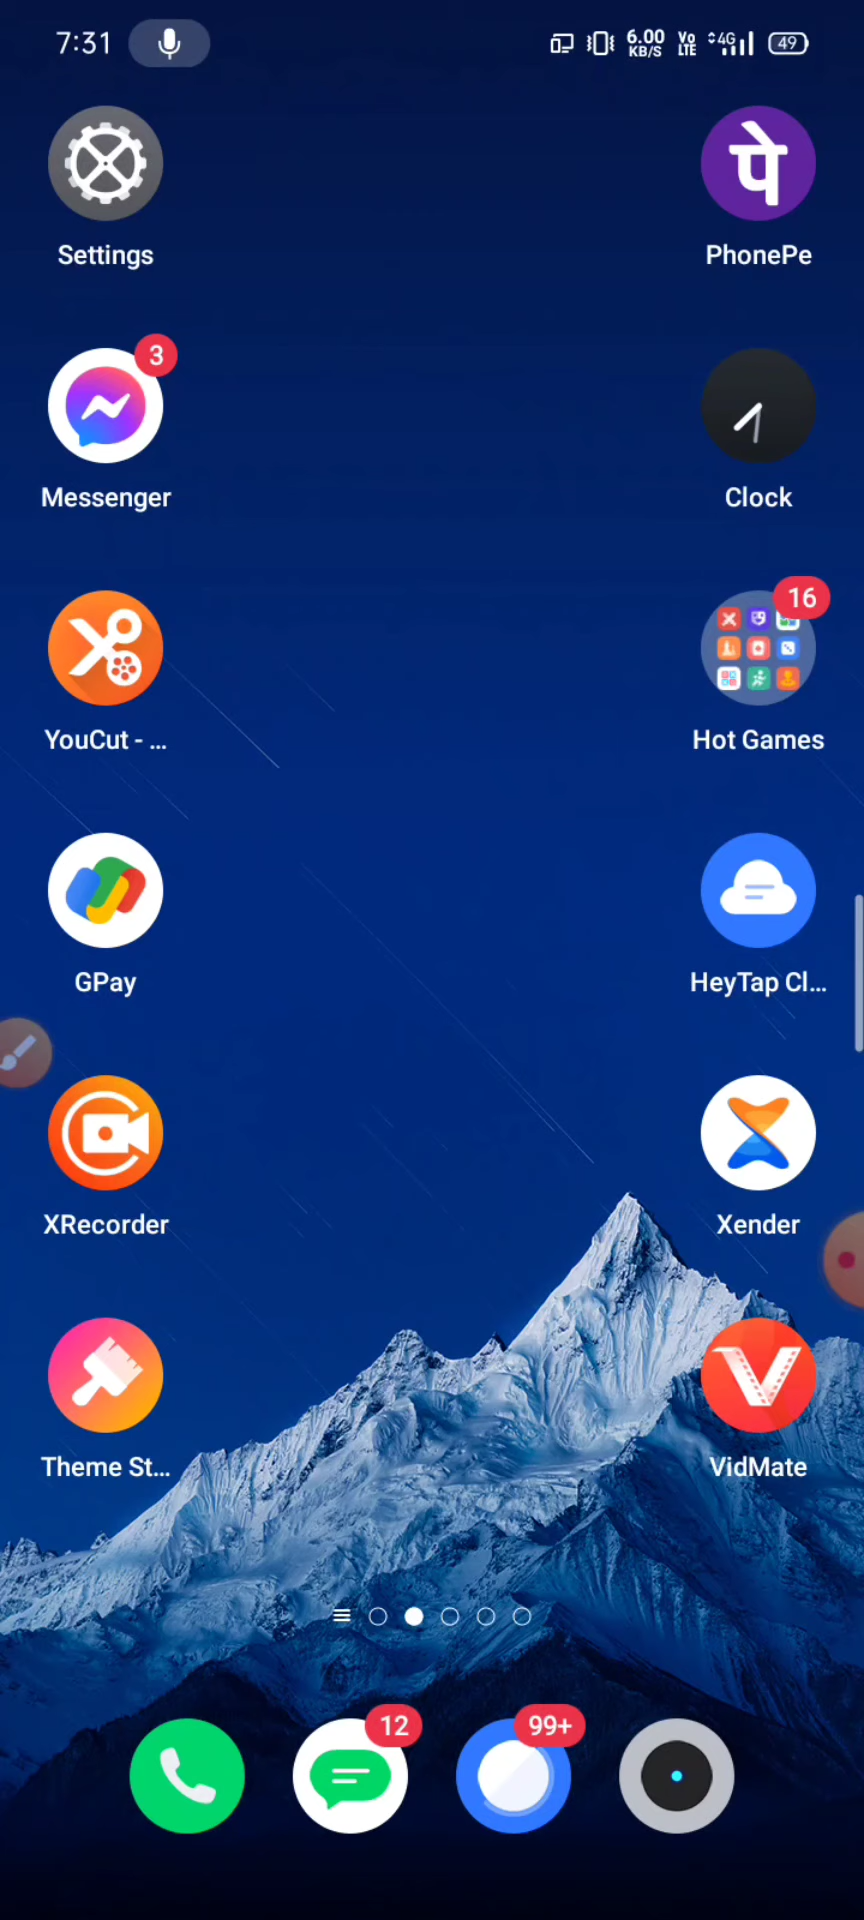 7:31 6.00 KB/S Vo LTE 4G 49
पे
Settings PhonePe
3
Messenger Clock
16
YouCut - ... Hot Games
GPay HeyTap Cl...
XRecorder Xender
Theme St... VidMate
12 99+